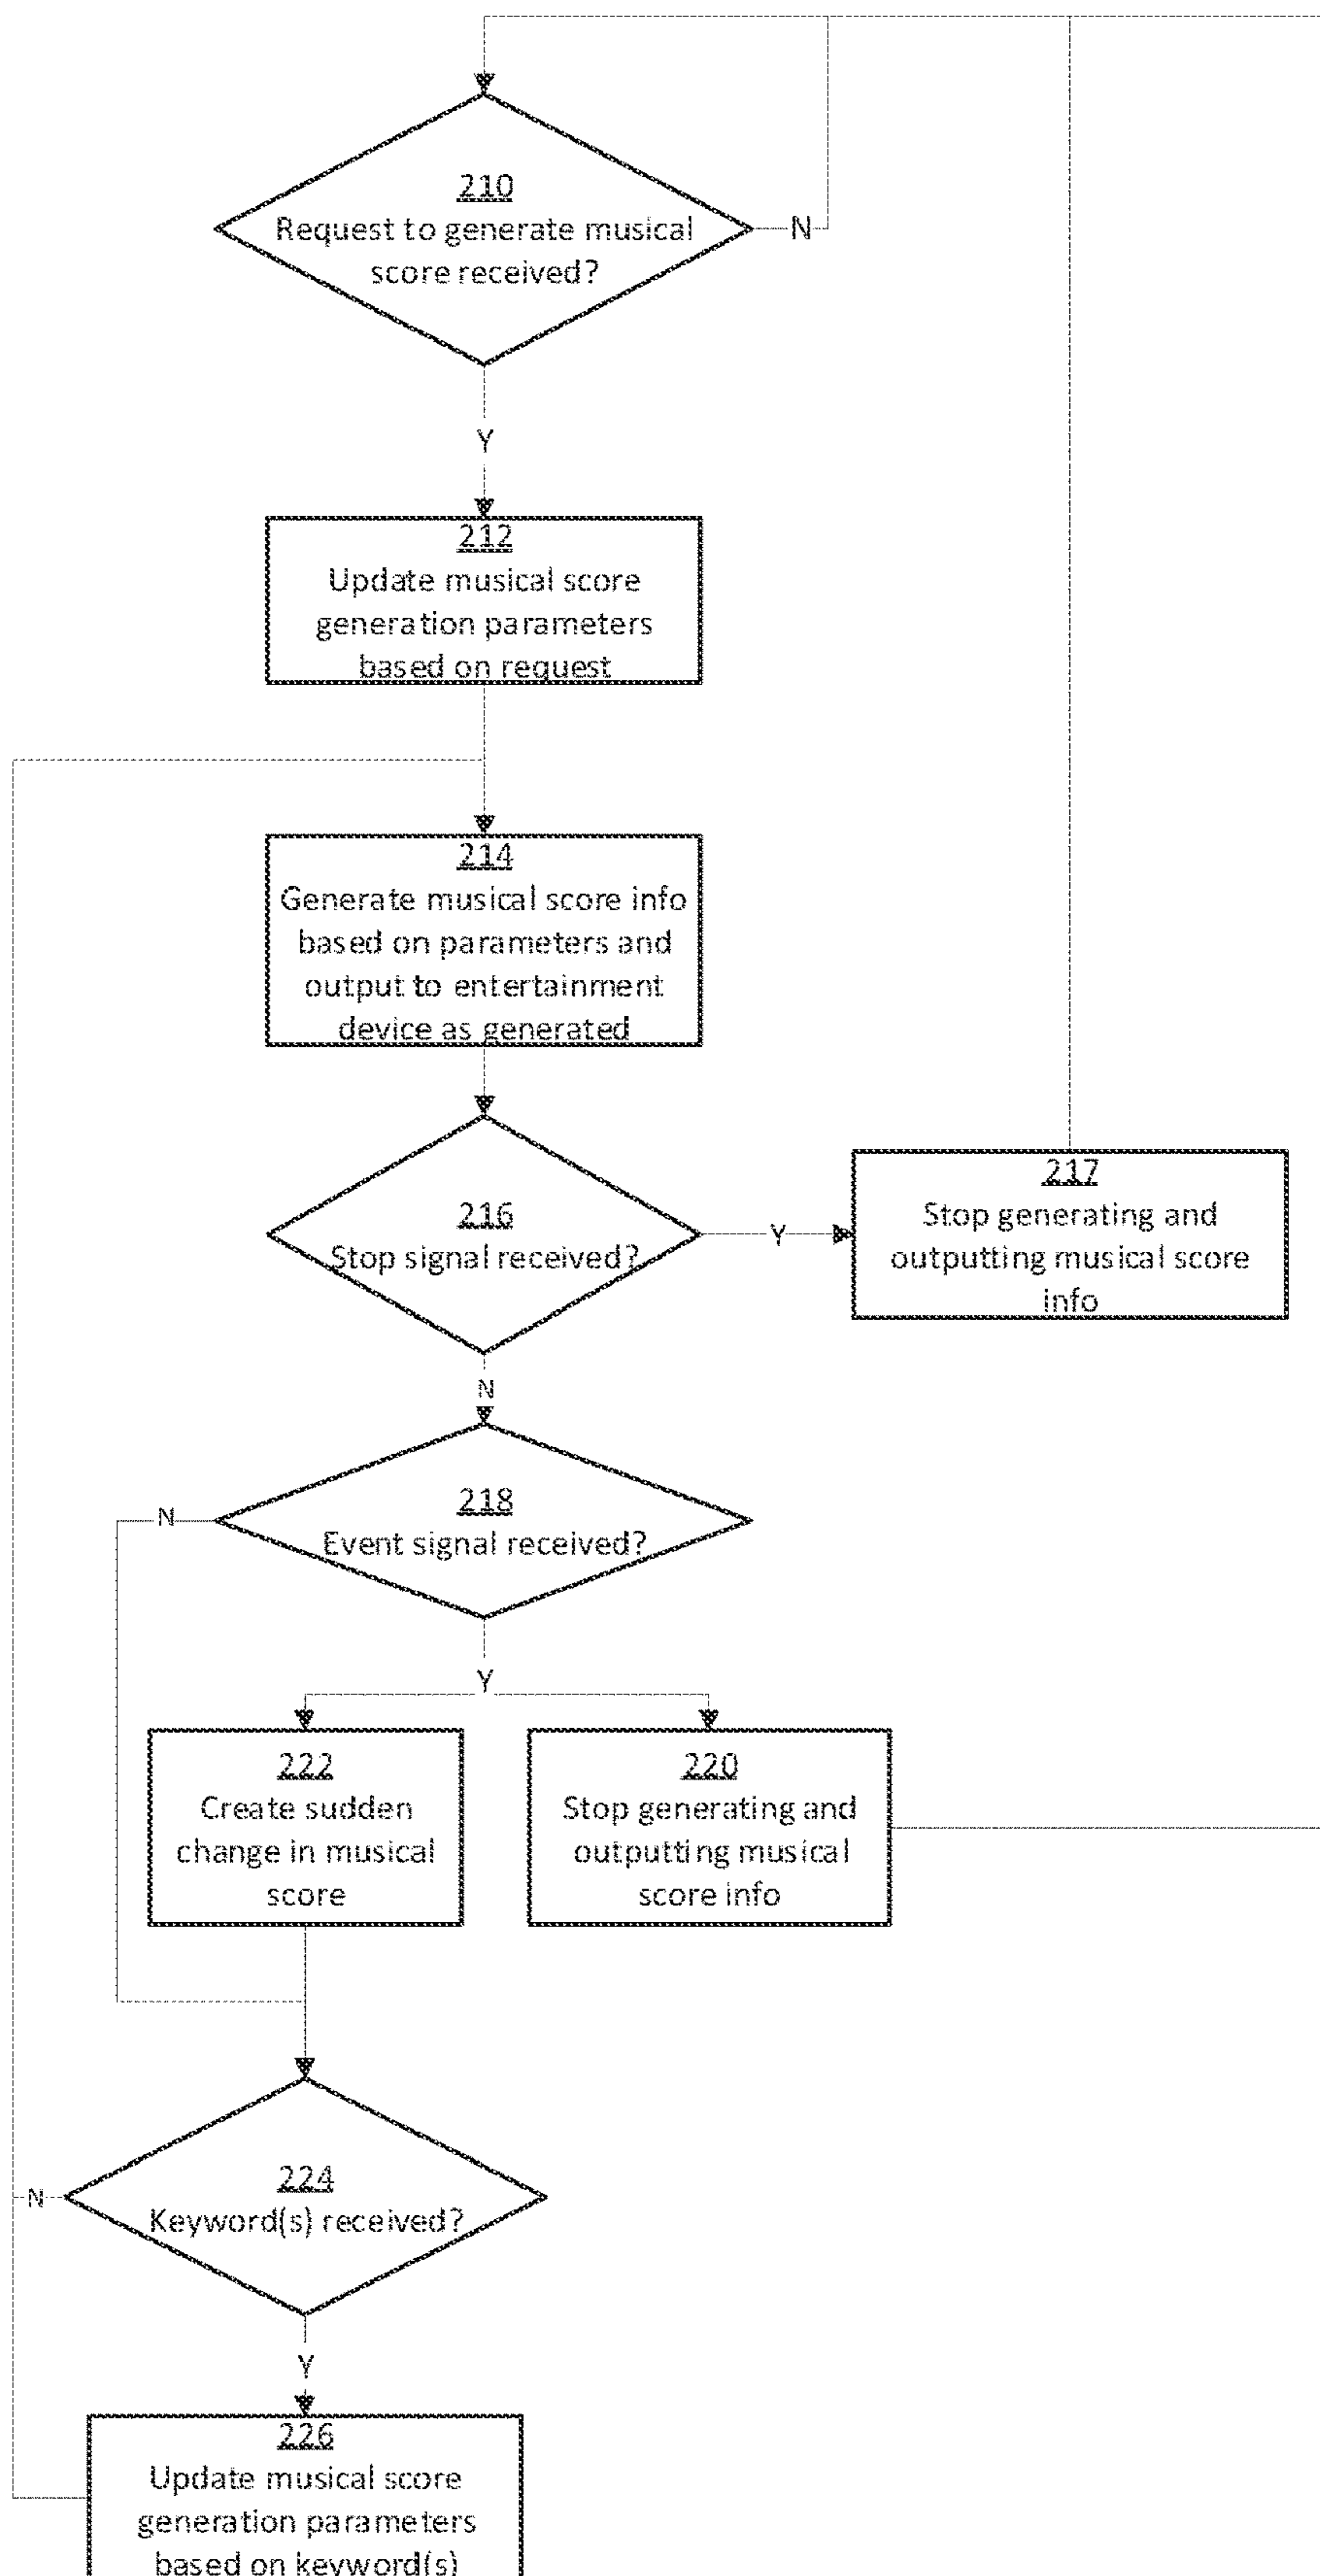 210
Request to generate musical
score received?
N
Y
212
Update musical score
generation parameters
based on request
214
Generate musical score info
based on parameters and
output to entertainment
device as generated
216
Stop signal received?
Y
217
Stop generating and
outputting musical score
info
N
218
Event signal received?
N
Y
222
Create sudden
change in musical
score
220
Stop generating and
outputting musical
score info
224
Keyword(s) received?
N
Y
226
Update musical score
generation parameters
based on keyword(s)